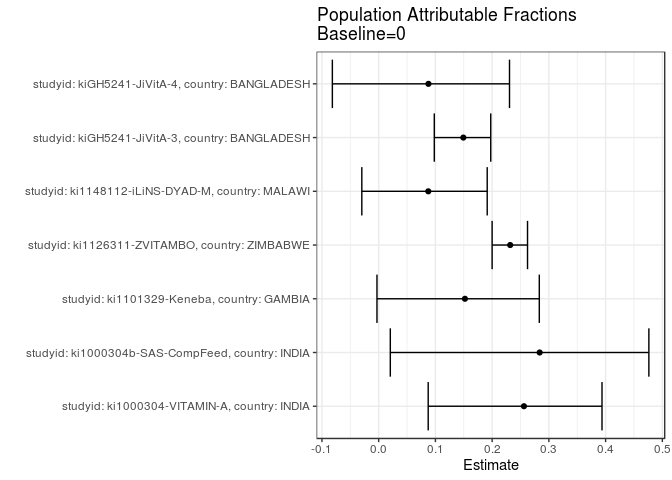 Population Attributable Fractions
Baseline=0
studyid: kiGH5241-JiVitA-4, country: BANGLADESH
studyid: kiGH5241-JiVitA-3, country: BANGLADESH
studyid: ki1148112-iLiNS-DYAD-M, country: MALAWI
studyid: ki1126311-ZVITAMBO, country: ZIMBABWE
studyid: ki1101329-Keneba, country: GAMBIA
studyid: ki1000304b-SAS-CompFeed, country: INDIA
studyid: ki1000304-VITAMIN-A, country: INDIA
-0.1 0.0 0.1 0.2 0.3 0.4 0.5
Estimate